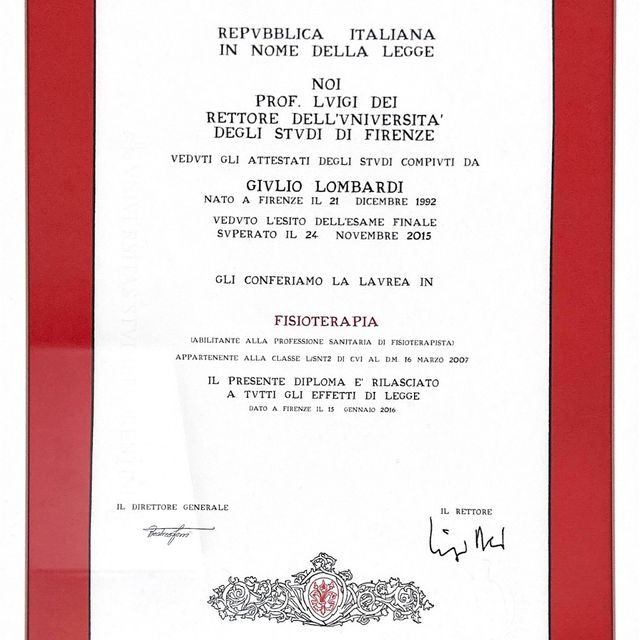 REPVBBLICA ITALIANA
IN NOME DELLA LEGGE
NOI
PROF. LVIGI DEI
RETTORE DELL'VNIVERSITA'
DEGLI STVDI DI FIRENZE
VEDVTI GLI ATTESTATI DEGLI STVDI COMPIVTI DA
GIVLIO LOMBARDI
NATO A FIRENZE IL 21 DICEMBRE 1992
VEDVTO L'ESITO DELL'ESAME FINALE
SVPERATO IL 24 NOVEMBRE 2015
GLI CONFERIAMO LA LAVREA IN
FISIOTERAPIA
(ABILITANTE ALLA PROFESSIONE SANITARIA DI FISIOTERAPISTA)
APPARTENENTE ALLA CLASSE L/SNT2 DI CVI AL D.M. 16 MARZO 2007
IL PRESENTE DIPLOMA E' RILASCIATO
A TVTTI GLI EFFETTI DI LEGGE
DATO A FIRENZE IL 15 GENNAIO 2016
IL DIRETTORE GENERALE
IL RETTORE